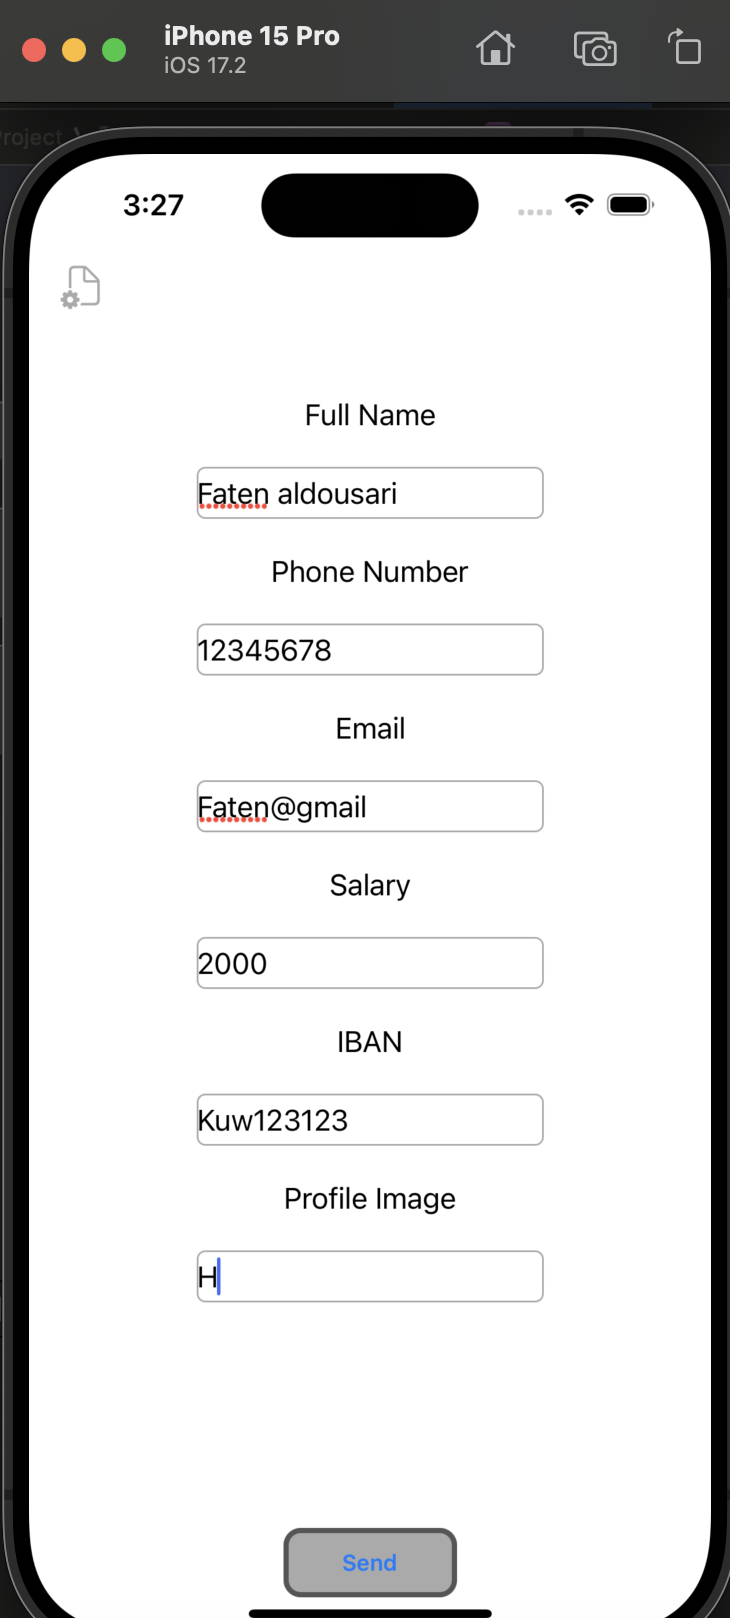 iPhone 15 Pro
iOS 17.2
roject
3:27
Full Name
Faten aldousari
Phone Number
12345678
Email
Faten@gmail
Salary
2000
IBAN
Kuw123123
Profile Image
H
Send